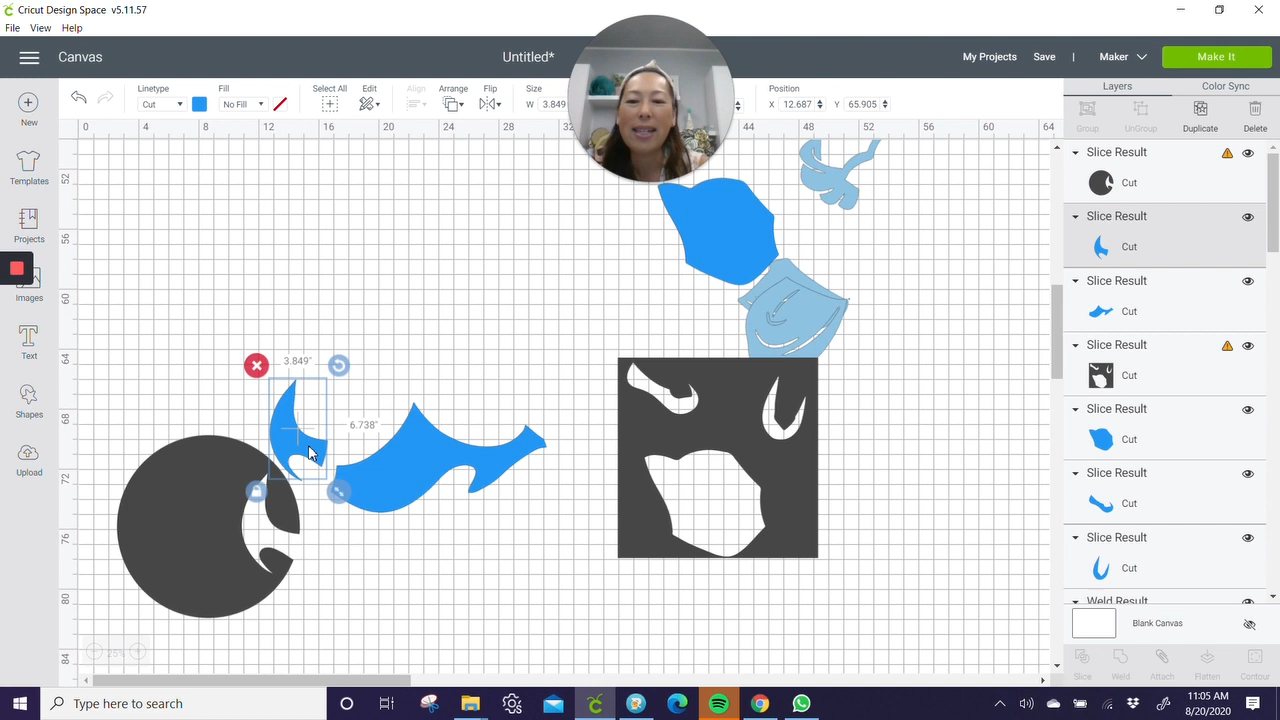 Cricut Design Space v5.11.57
File View Help
Canvas
Untitled*
My Projects Save | Maker Make It
Linetype
Cut
Fill
No Fill
Select All
Edit
Align
Arrange
Flip
Size
W 3.849
Position
X 12.687 Y 65.905
Layers Color Sync
Group UnGroup Duplicate Delete
New
Templates
Projects
Images
Text
Shapes
Upload
0 4 8 12 16 20 24 28 32 44 48 52 56 60 64
52
56
60
64
68
72
76
80
84
3.849"
6.738"
25%
Slice Result
Cut
Slice Result
Cut
Slice Result
Cut
Slice Result
Cut
Slice Result
Cut
Slice Result
Cut
Slice Result
Cut
Weld Result
Blank Canvas
Slice Weld Attach Flatten Contour
Type here to search
11:05 AM
8/20/2020